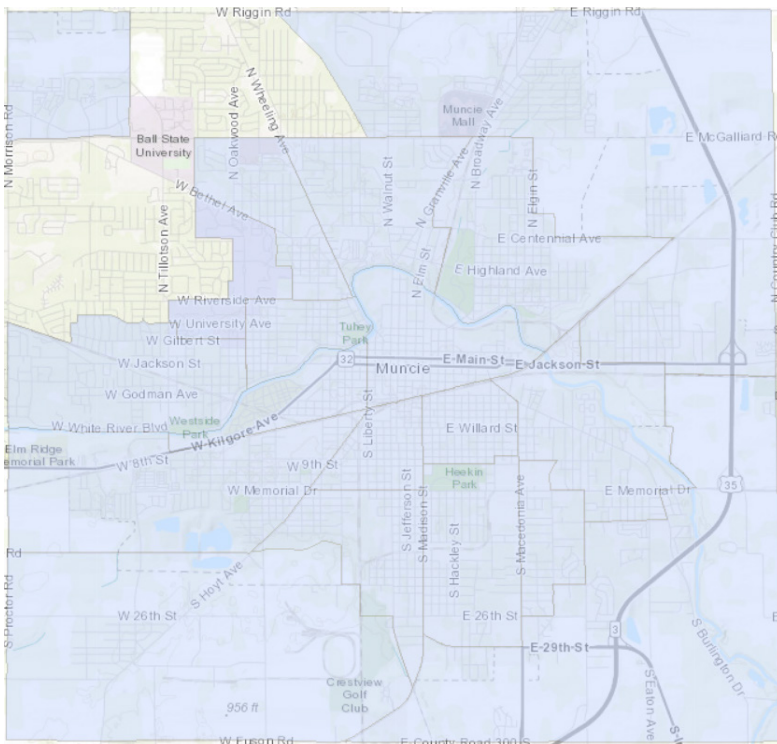 W Riggin Rd
E Riggin Rd
N Morrison Rd
N Oakwood Ave
N Wheeling Ave
Muncie
Mall
N Broadway Ave
Ball State
University
E McGalliard R
N Walnut St
N Granville Ave
N Elgin St
W Bethel Ave
N Tillotson Ave
N Country Club Rd
E Centennial Ave
N Elm St
E Highland Ave
W Riverside Ave
W University Ave
Tuhey
Park
W Gilbert St
32
E Main St
E Jackson St
W Jackson St
Muncie
W Godman Ave
S Liberty St
W White River Blvd
Westside
Park
W Kilgore Ave
E Willard St
Elm Ridge
emorial Park
W 8th St
W 9th St
Heekin
Park
W Memorial Dr
E Memorial Dr
35
S Jefferson St
S Madison St
S Macedonia Ave
S Hackley St
Rd
S Hoyt Ave
S Proctor Rd
W 26th St
E 26th St
3
E 29th St
S Burlington Dr
S Eaton Ave
Crestview
Golf
Club
956 ft
W Fuson Rd
E County Road 300 S